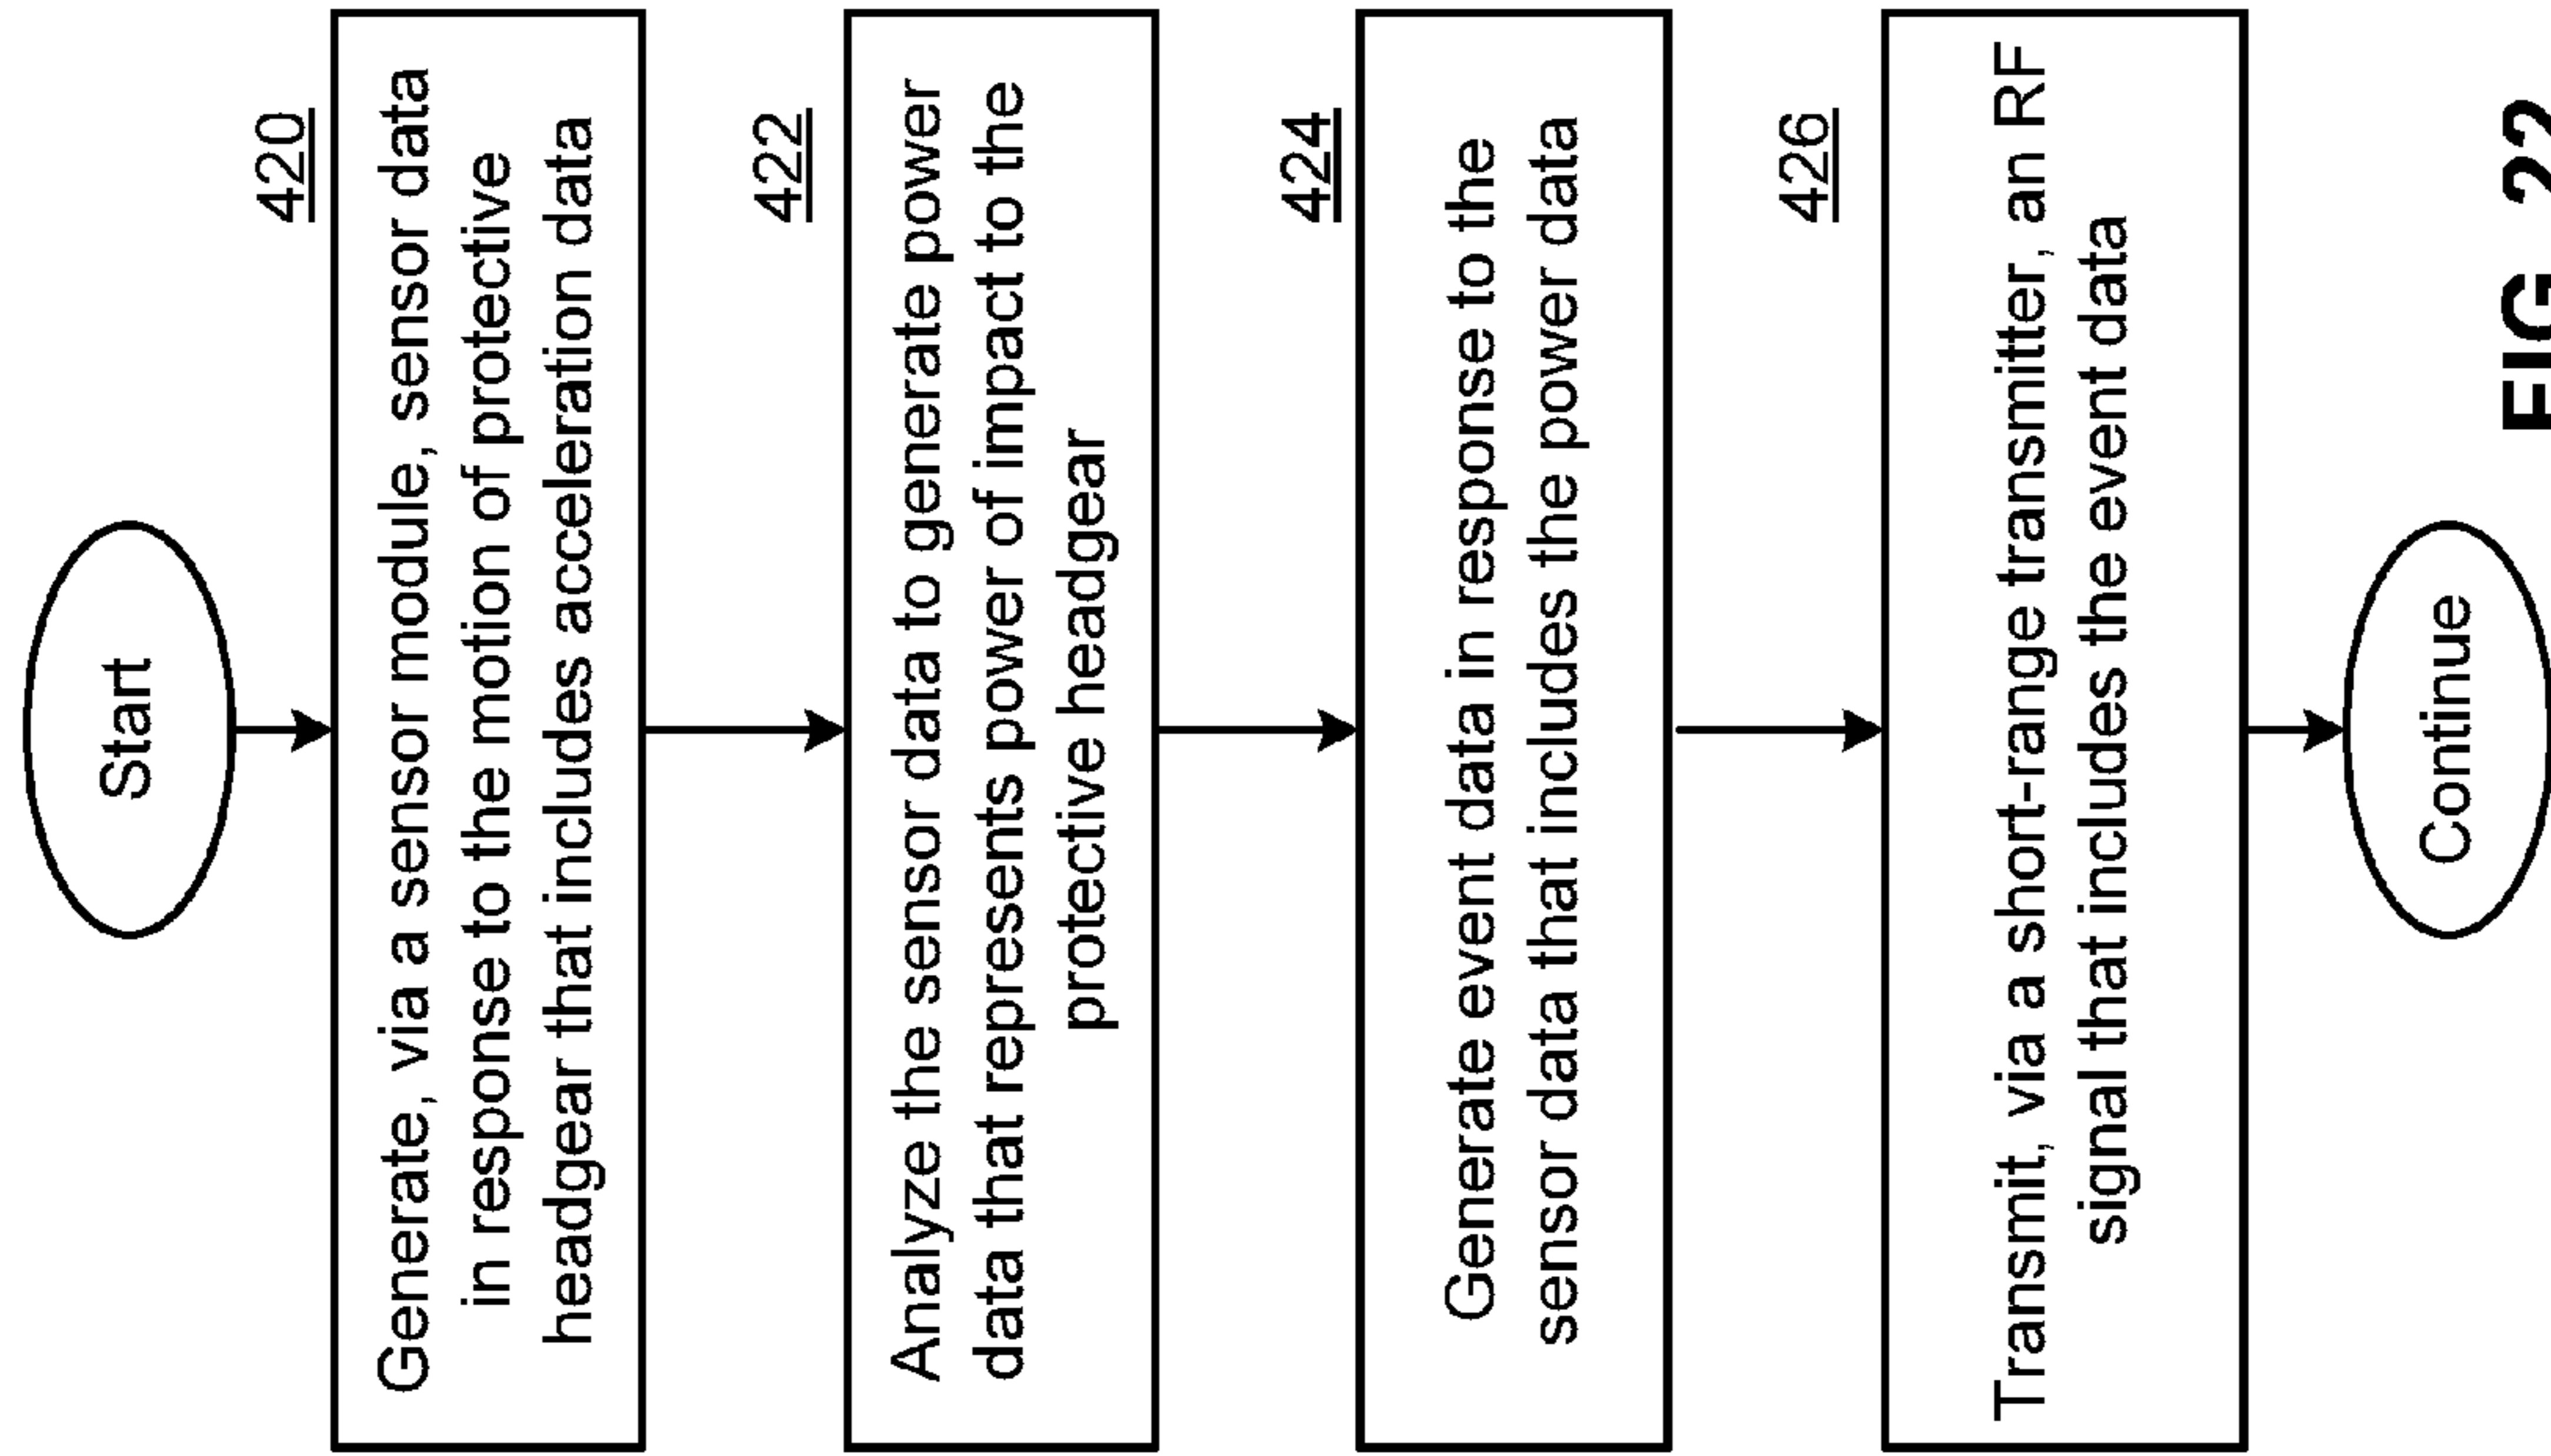 Start
420
Generate, via a sensor module, sensor data
in response to the motion of protective
headgear that includes acceleration data
422
Analyze the sensor data to generate power
data that represents power of impact to the
protective headgear
424
Generate event data in response to the
sensor data that includes the power data
426
Transmit, via a short-range transmitter, an RF
signal that includes the event data
Continue
FIG. 22